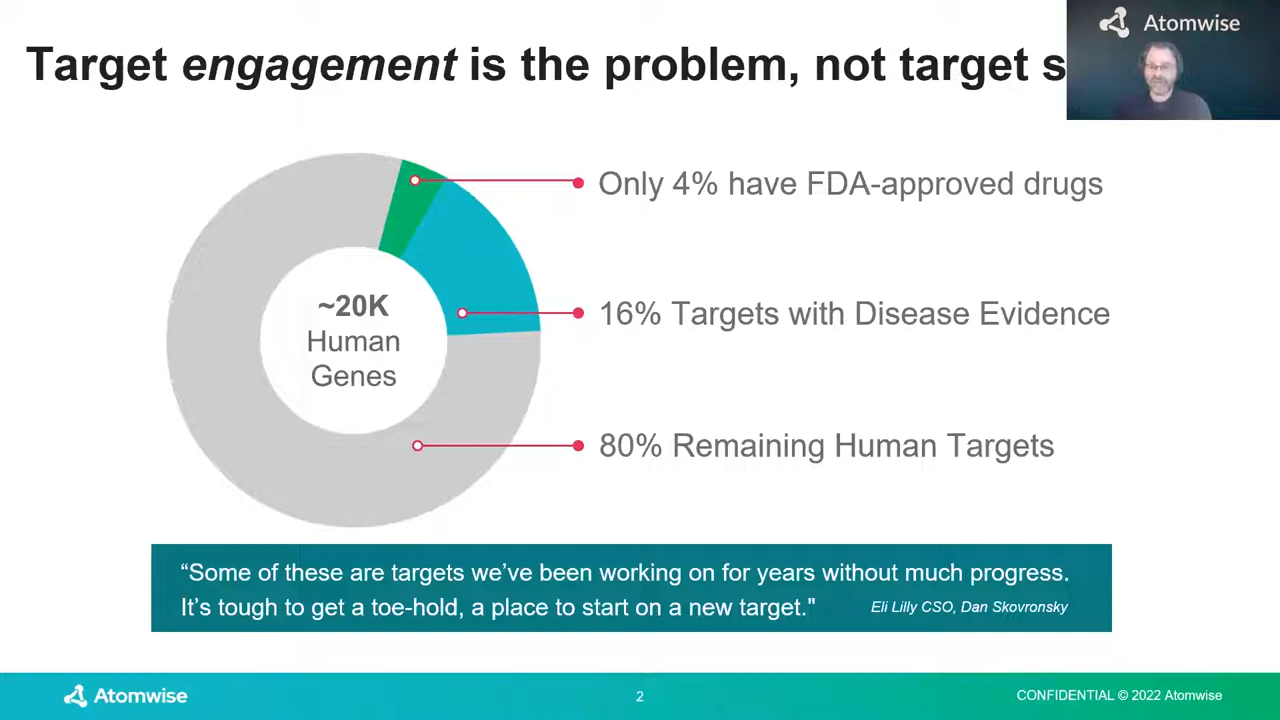 Target engagement is the problem, not target s
Atomwise
Only 4% have FDA-approved drugs
~20K
Human
Genes
16% Targets with Disease Evidence
80% Remaining Human Targets
“Some of these are targets we’ve been working on for years without much progress.
It’s tough to get a toe-hold, a place to start on a new target."
Eli Lilly CSO, Dan Skovronsky
Atomwise
2
CONFIDENTIAL © 2022 Atomwise